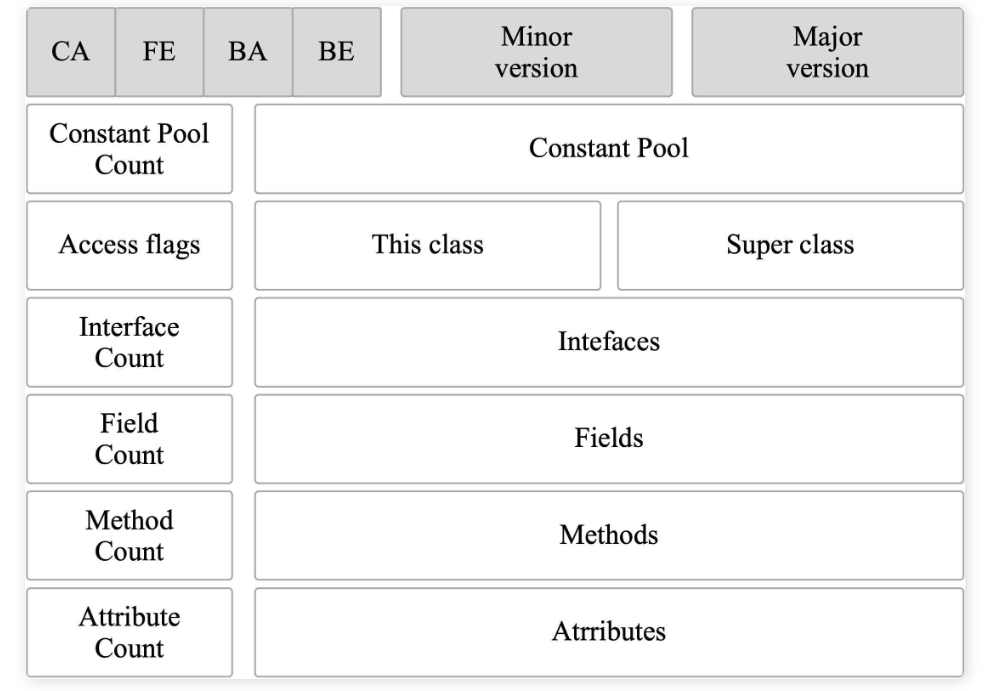 CA FE BA BE
Minor
version
Major
version
Constant Pool
Count
Constant Pool
Access flags
This class
Super class
Interface
Count
Intefaces
Field
Count
Fields
Method
Count
Methods
Attribute
Count
Atrributes